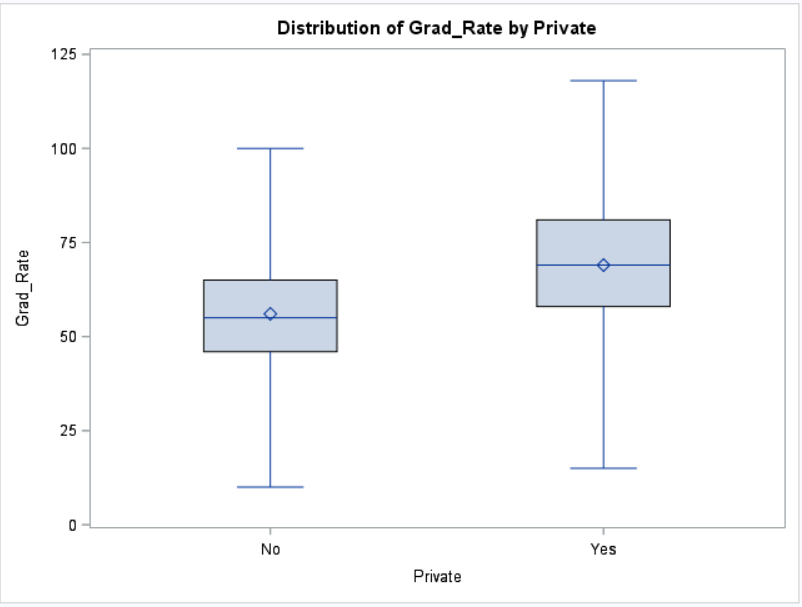 Distribution of Grad_Rate by Private
125
100
75
50
25
0
Grad_Rate
No
Yes
Private